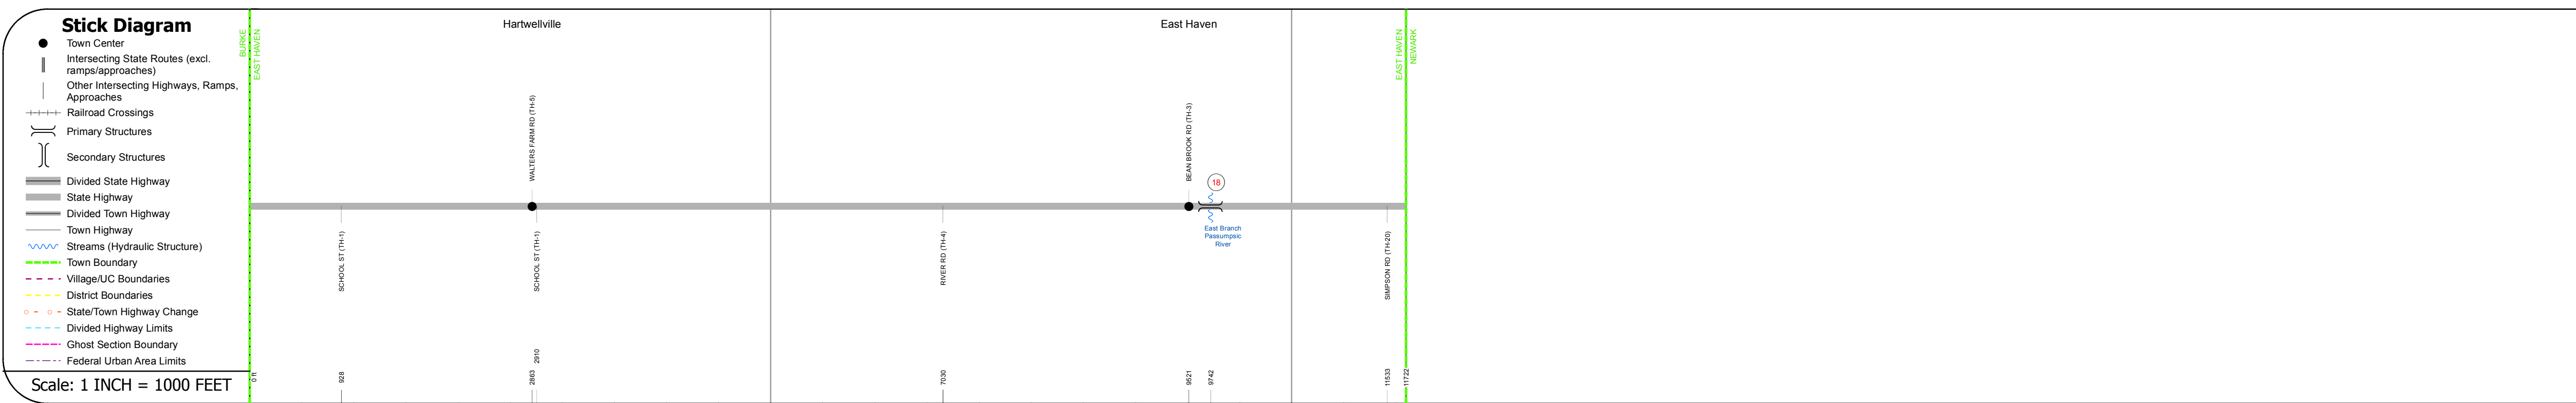 Stick Diagram
Town Center
Intersecting State Routes (excl.
ramps/approaches)
Other Intersecting Highways, Ramps,
Approaches
Railroad Crossings
Primary Structures
Secondary Structures
Divided State Highway
State Highway
Divided Town Highway
Town Highway
Streams (Hydraulic Structure)
Town Boundary
Village/UC Boundaries
District Boundaries
State/Town Highway Change
Divided Highway Limits
Ghost Section Boundary
Federal Urban Area Limits
Scale: 1 INCH = 1000 FEET
BURKE
EAST HAVEN
Hartwellville
East Haven
EAST HAVEN
NEWARK
WALTERS FARM RD (TH-5)
BEAN BROOK RD (TH-3)
18
East Branch
Passumpsic
River
SCHOOL ST (TH-1)
SCHOOL ST (TH-1)
RIVER RD (TH-4)
SIMPSON RD (TH-20)
0 ft
928
2863
2910
7030
9521
9742
11533
11722